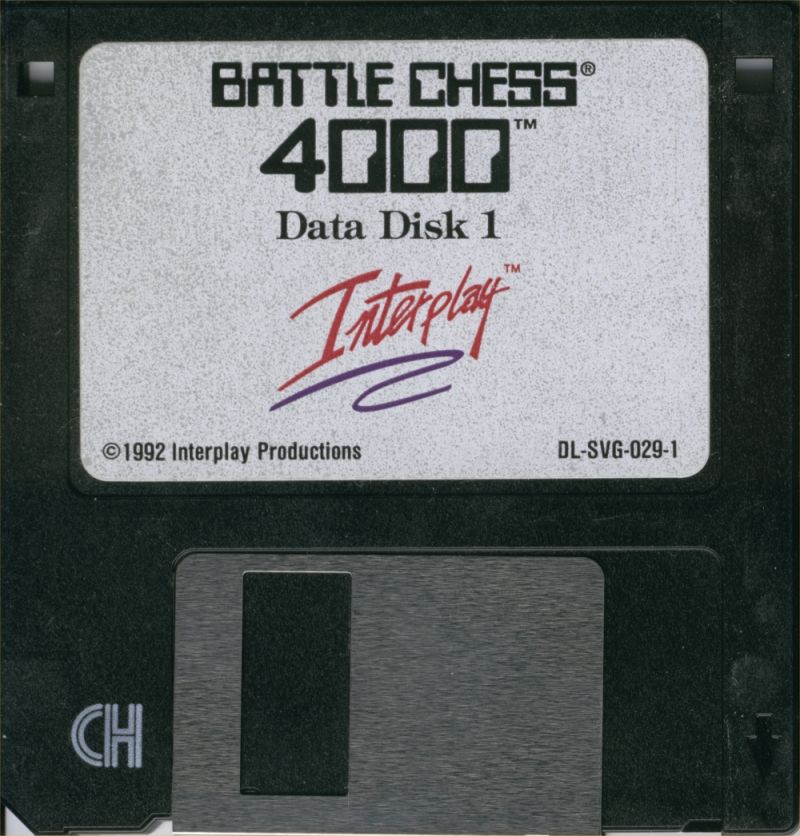 BATTLE CHESS®
4000™
Data Disk 1
Interplay™
©1992 Interplay Productions
DL-SVG-029-1
CH